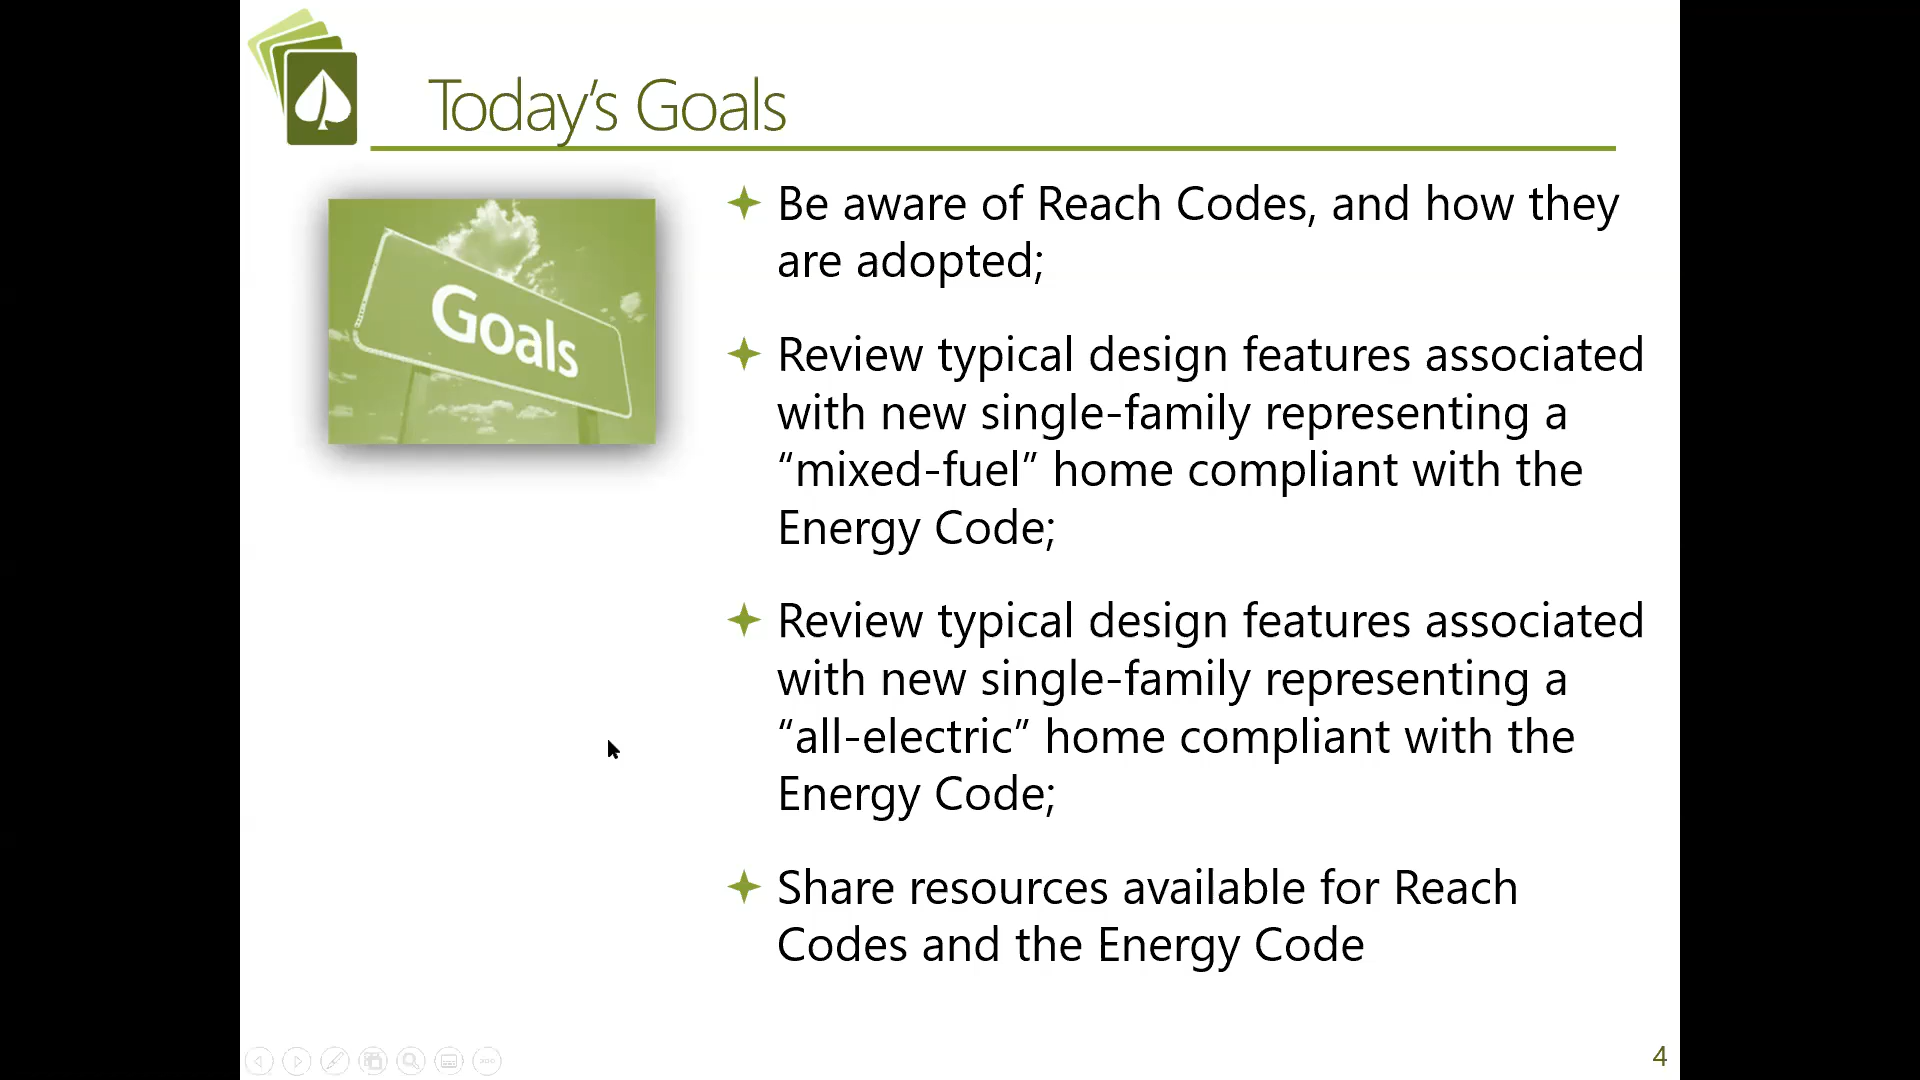 Today's Goals
Goals
Be aware of Reach Codes, and how they
are adopted;
Review typical design features associated
with new single-family representing a
“mixed-fuel” home compliant with the
Energy Code;
Review typical design features associated
with new single-family representing a
“all-electric” home compliant with the
Energy Code;
Share resources available for Reach
Codes and the Energy Code
4